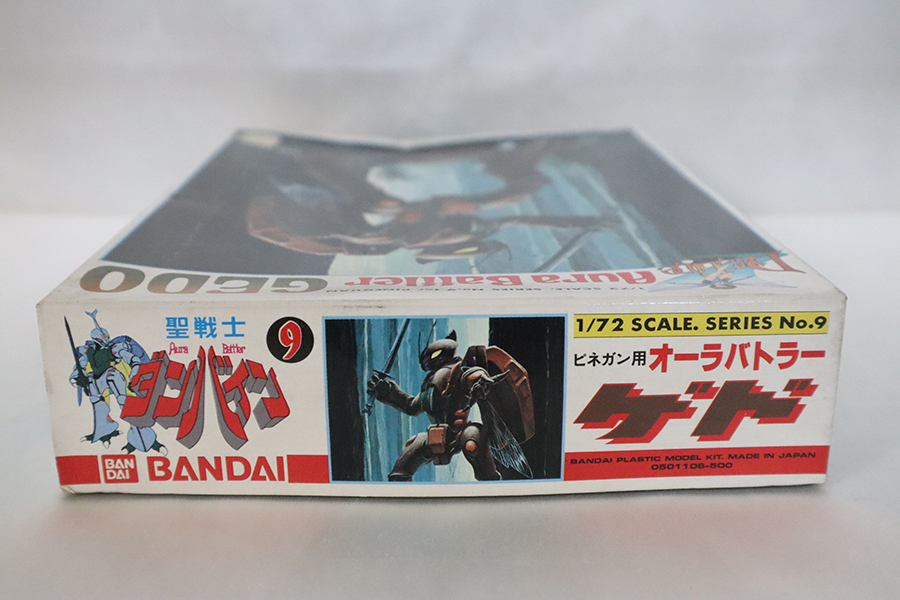 Aura Battler GEDO
聖戦士
Aura Battler
ダンバイン
9
BAN
DAI
BANDAI
1/72 SCALE. SERIES No.9
ビネガン用オーラバトラー
ゲド
BANDAI PLASTIC MODEL KIT. MADE IN JAPAN
0501106-500